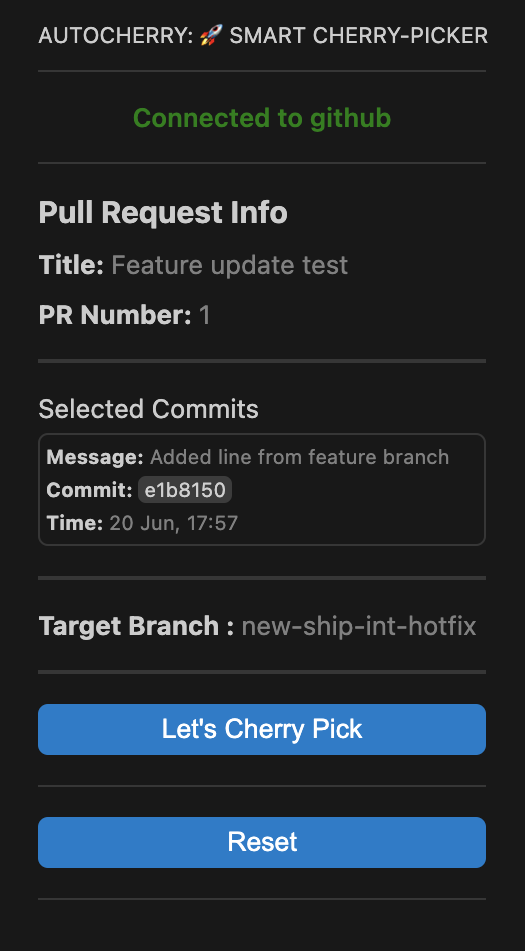 AUTOCHERRY: 🚀 SMART CHERRY-PICKER
Connected to github
Pull Request Info
Title: Feature update test
PR Number: 1
Selected Commits
Message: Added line from feature branch
Commit: e1b8150
Time: 20 Jun, 17:57
Target Branch : new-ship-int-hotfix
Let's Cherry Pick
Reset